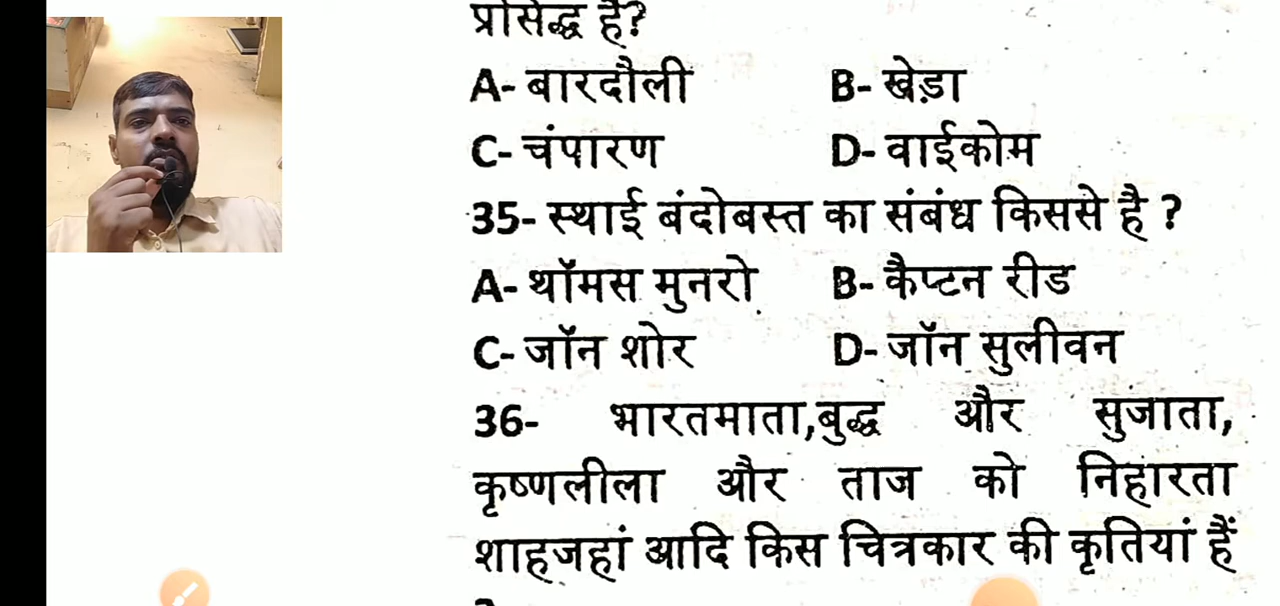 प्रसिद्ध है?
A- बारदौली B- खेड़ा
C- चंपारण D- वाईकोम
35- स्थाई बंदोबस्त का संबंध किससे है ?
A- थॉमस मुनरो B- कैप्टन रीड
C- जॉन शोर D- जॉन सुलीवन
36- भारतमाता,बुद्ध और सुजाता,
कृष्णलीला और ताज को निहारता
शाहजहां आदि किस चित्रकार की कृतियां हैं